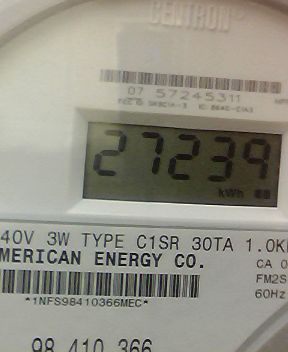 CENTRON
07 57245311
27239
kWh
40V 3W TYPE C1SR 30TA 1.0K
MERICAN ENERGY CO.
CA 0
FM2S
60Hz
*1NFS98410366MEC*
98 410 366